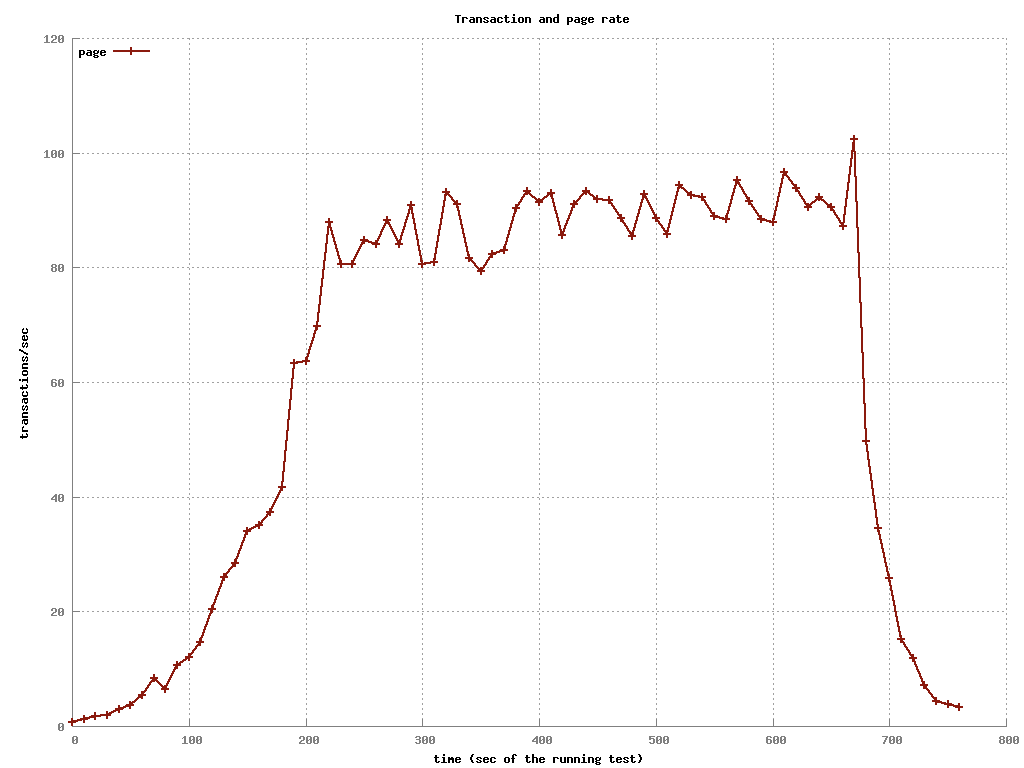 Transaction and page rate
120
page
100
80
60
40
20
0
transactions/sec
0 100 200 300 400 500 600 700 800
time (sec of the running test)